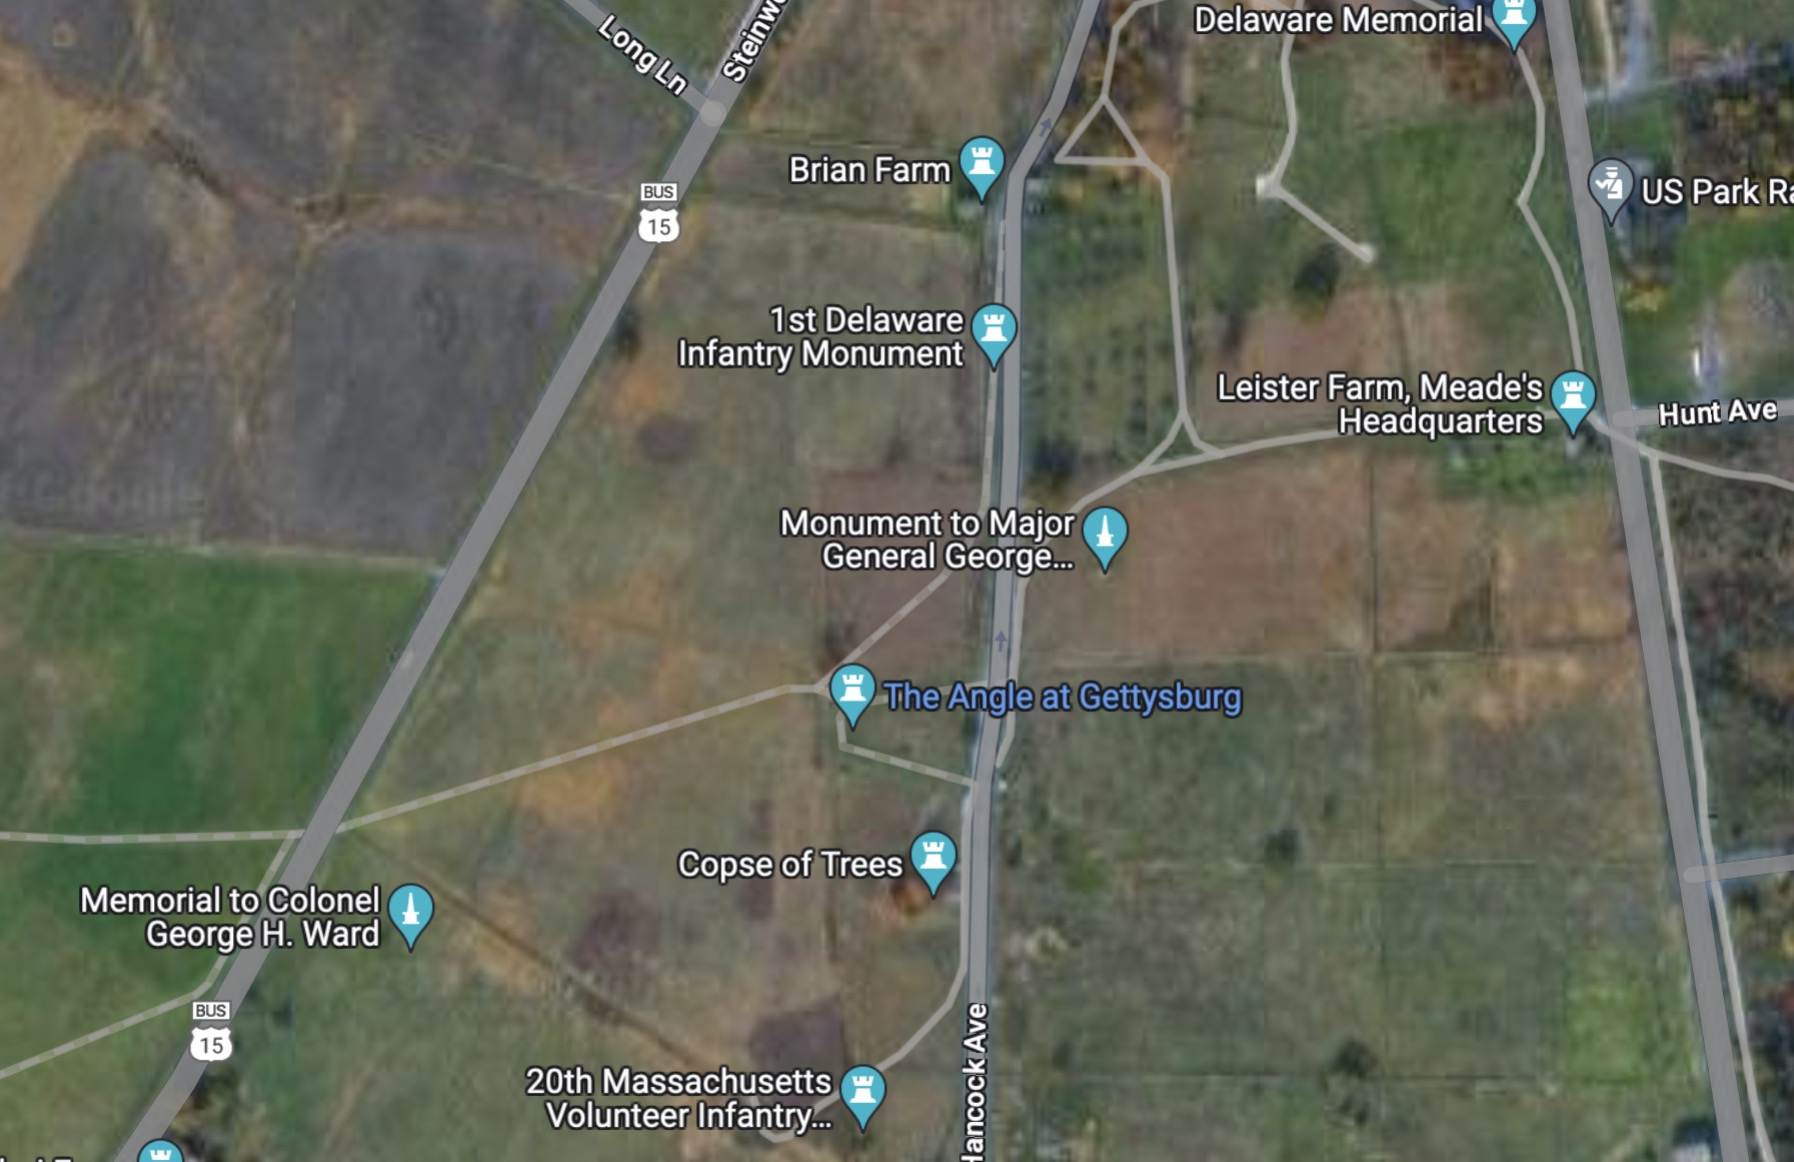 Delaware Memorial
Long Ln
BUS
15
Brian Farm
US Park
1st Delaware
Infantry Monument
Leister Farm, Meade's
Headquarters
Hunt Ave
Monument to Major
General George...
The Angle at Gettysburg
Copse of Trees
Memorial to Colonel
George H. Ward
BUS
15
20th Massachusetts
Volunteer Infantry...
Hancock Ave